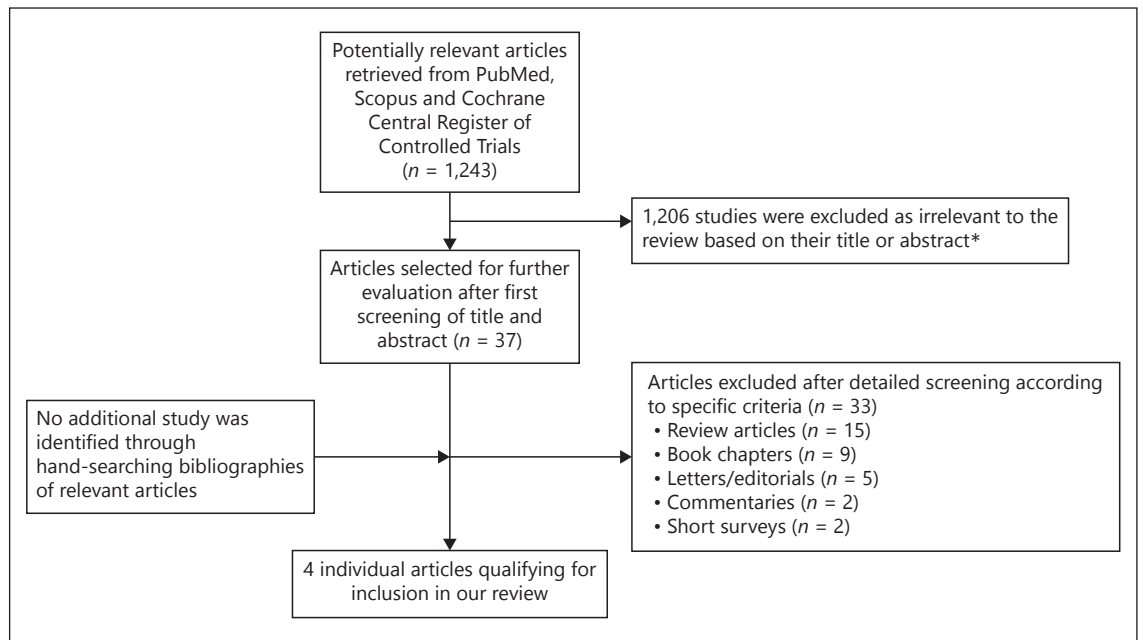 Potentially relevant articles
retrieved from PubMed,
Scopus and Cochrane
Central Register of
Controlled Trials
(n = 1,243)
1,206 studies were excluded as irrelevant to the
review based on their title or abstract*
Articles selected for further
evaluation after first
screening of title and
abstract (n = 37)
No additional study was
identified through
hand-searching bibliographies
of relevant articles
Articles excluded after detailed screening according
to specific criteria (n = 33)
• Review articles (n = 15)
• Book chapters (n = 9)
• Letters/editorials (n = 5)
• Commentaries (n = 2)
• Short surveys (n = 2)
4 individual articles qualifying for
inclusion in our review